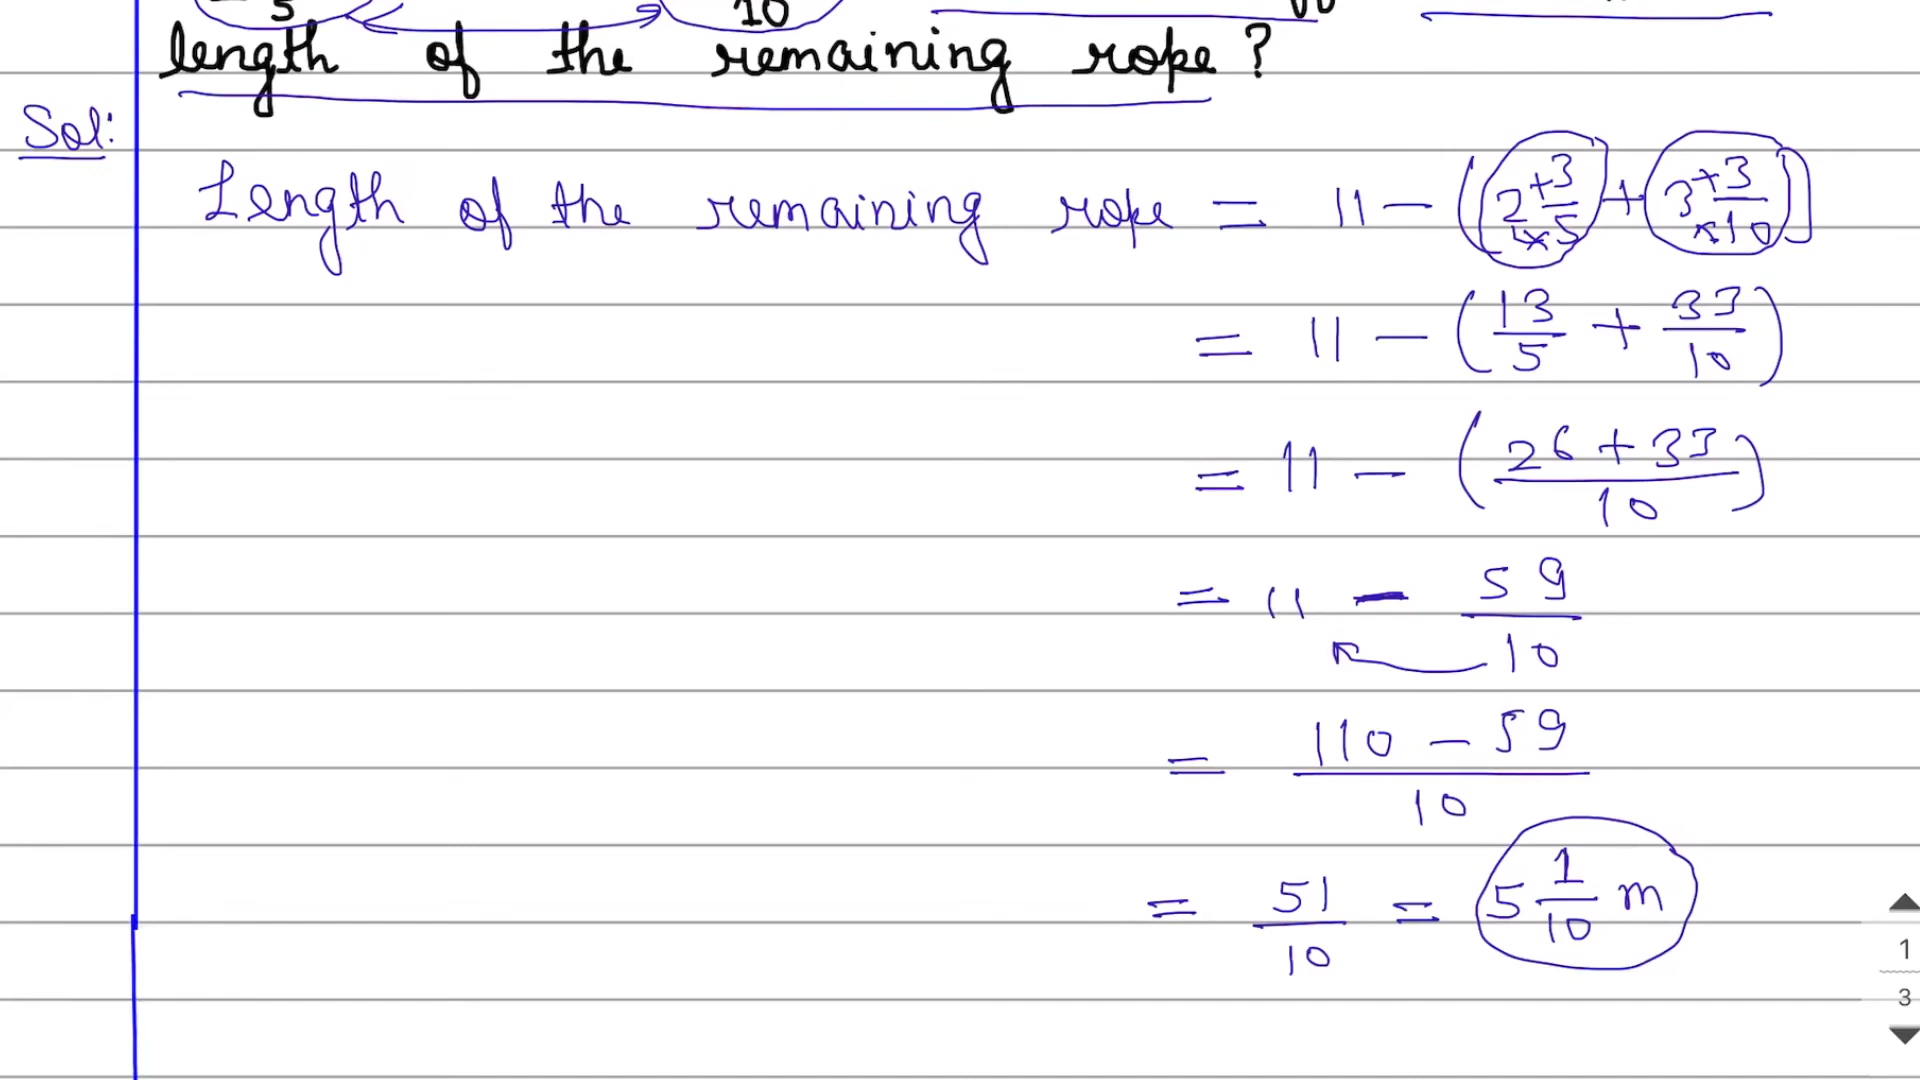 5 10
length of the remaining rope ?
Sol:
Length of the remaining rope = 11 - (2 3/5 + 3 3/10)
= 11 - (13/5 + 33/10)
= 11 - (26 + 33 / 10)
= 11 - 59/10
= 110 - 59 / 10
= 51/10 = 5 1/10 m
1
3